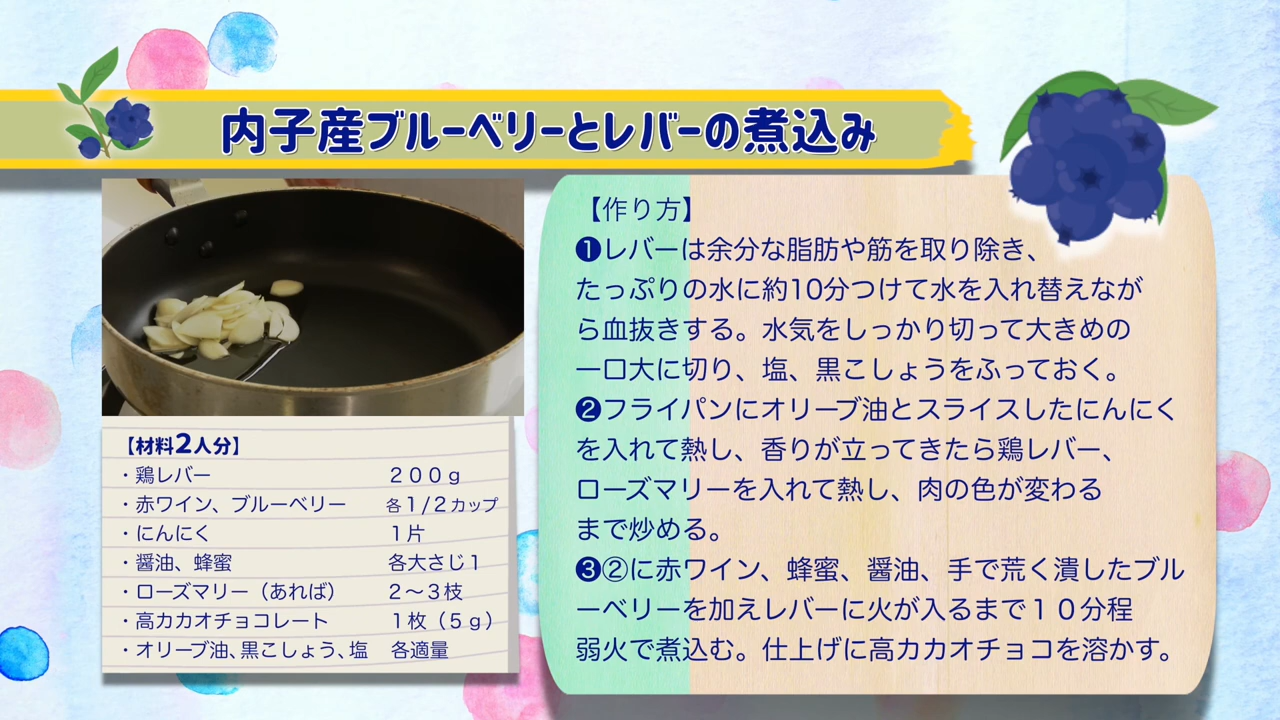 内子産ブルーベリーとレバーの煮込み
【材料2人分】
・鶏レバー ２００ｇ
・赤ワイン、ブルーベリー 各１/２カップ
・にんにく １片
・醤油、蜂蜜 各大さじ１
・ローズマリー（あれば） ２～３枝
・高カカオチョコレート １枚（５ｇ）
・オリーブ油、黒こしょう、塩 各適量
【作り方】
❶レバーは余分な脂肪や筋を取り除き、
たっぷりの水に約10分つけて水を入れ替えなが
ら血抜きする。水気をしっかり切って大きめの
一口大に切り、塩、黒こしょうをふっておく。
❷フライパンにオリーブ油とスライスしたにんにく
を入れて熱し、香りが立ってきたら鶏レバー、
ローズマリーを入れて熱し、肉の色が変わる
まで炒める。
❸②に赤ワイン、蜂蜜、醤油、手で荒く潰したブル
ーベリーを加えレバーに火が入るまで１０分程
弱火で煮込む。仕上げに高カカオチョコを溶かす。